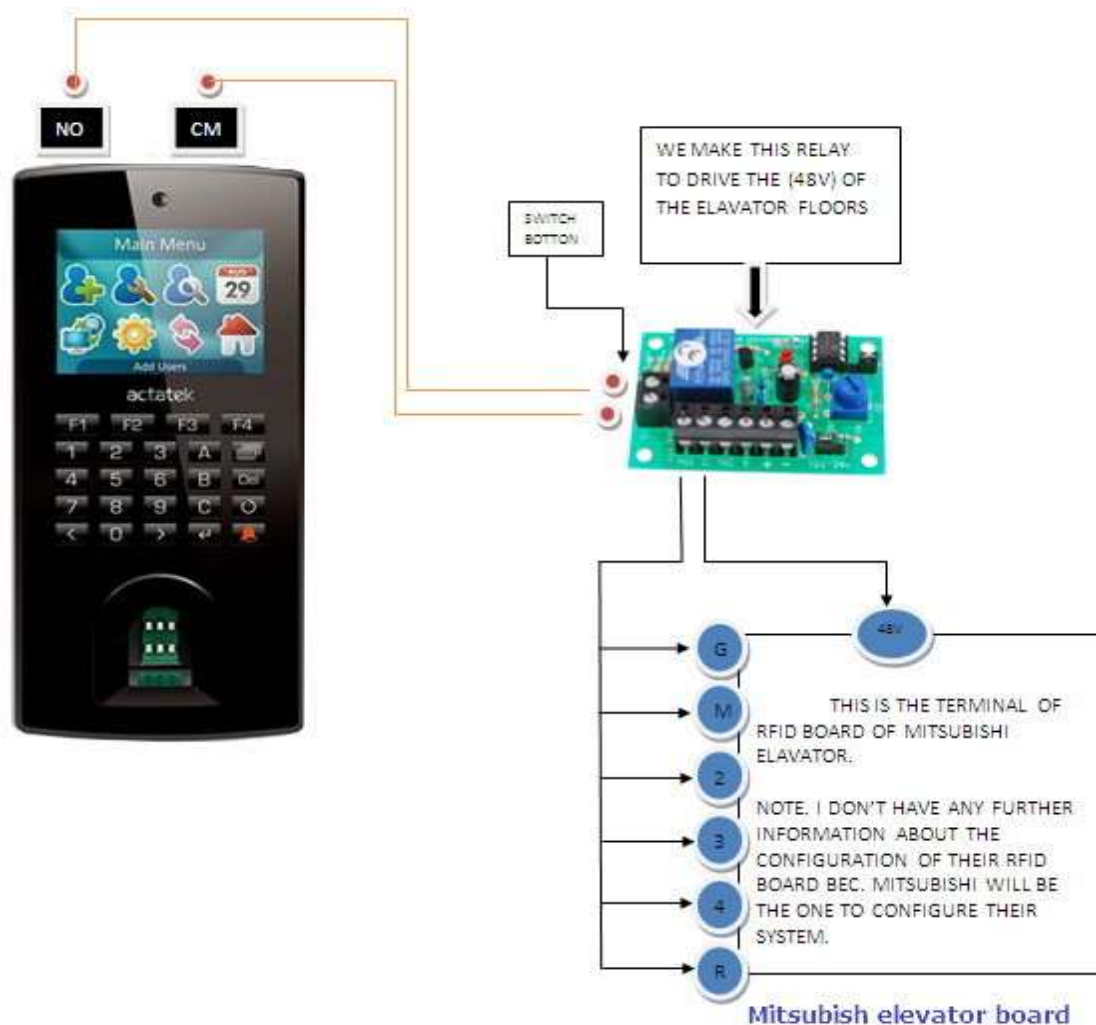 NO
CM
WE MAKE THIS RELAY
TO DRIVE THE (48V) OF
THE ELAVATOR FLOORS
SWITCH
BOTTON
Main Menu
AUG
29
Add Users
actatek
F1 F2 F3 F4
1 2 3 A
4 5 6 B Del
7 8 9 C
< 0 >
48V
G
M
2
3
4
R
THIS IS THE TERMINAL OF
RFID BOARD OF MITSUBISHI
ELAVATOR.
NOTE. I DON'T HAVE ANY FURTHER
INFORMATION ABOUT THE
CONFIGURATION OF THEIR RFID
BOARD BEC. MITSUBISHI WILL BE
THE ONE TO CONFIGURE THEIR
SYSTEM.
Mitsubish elevator board